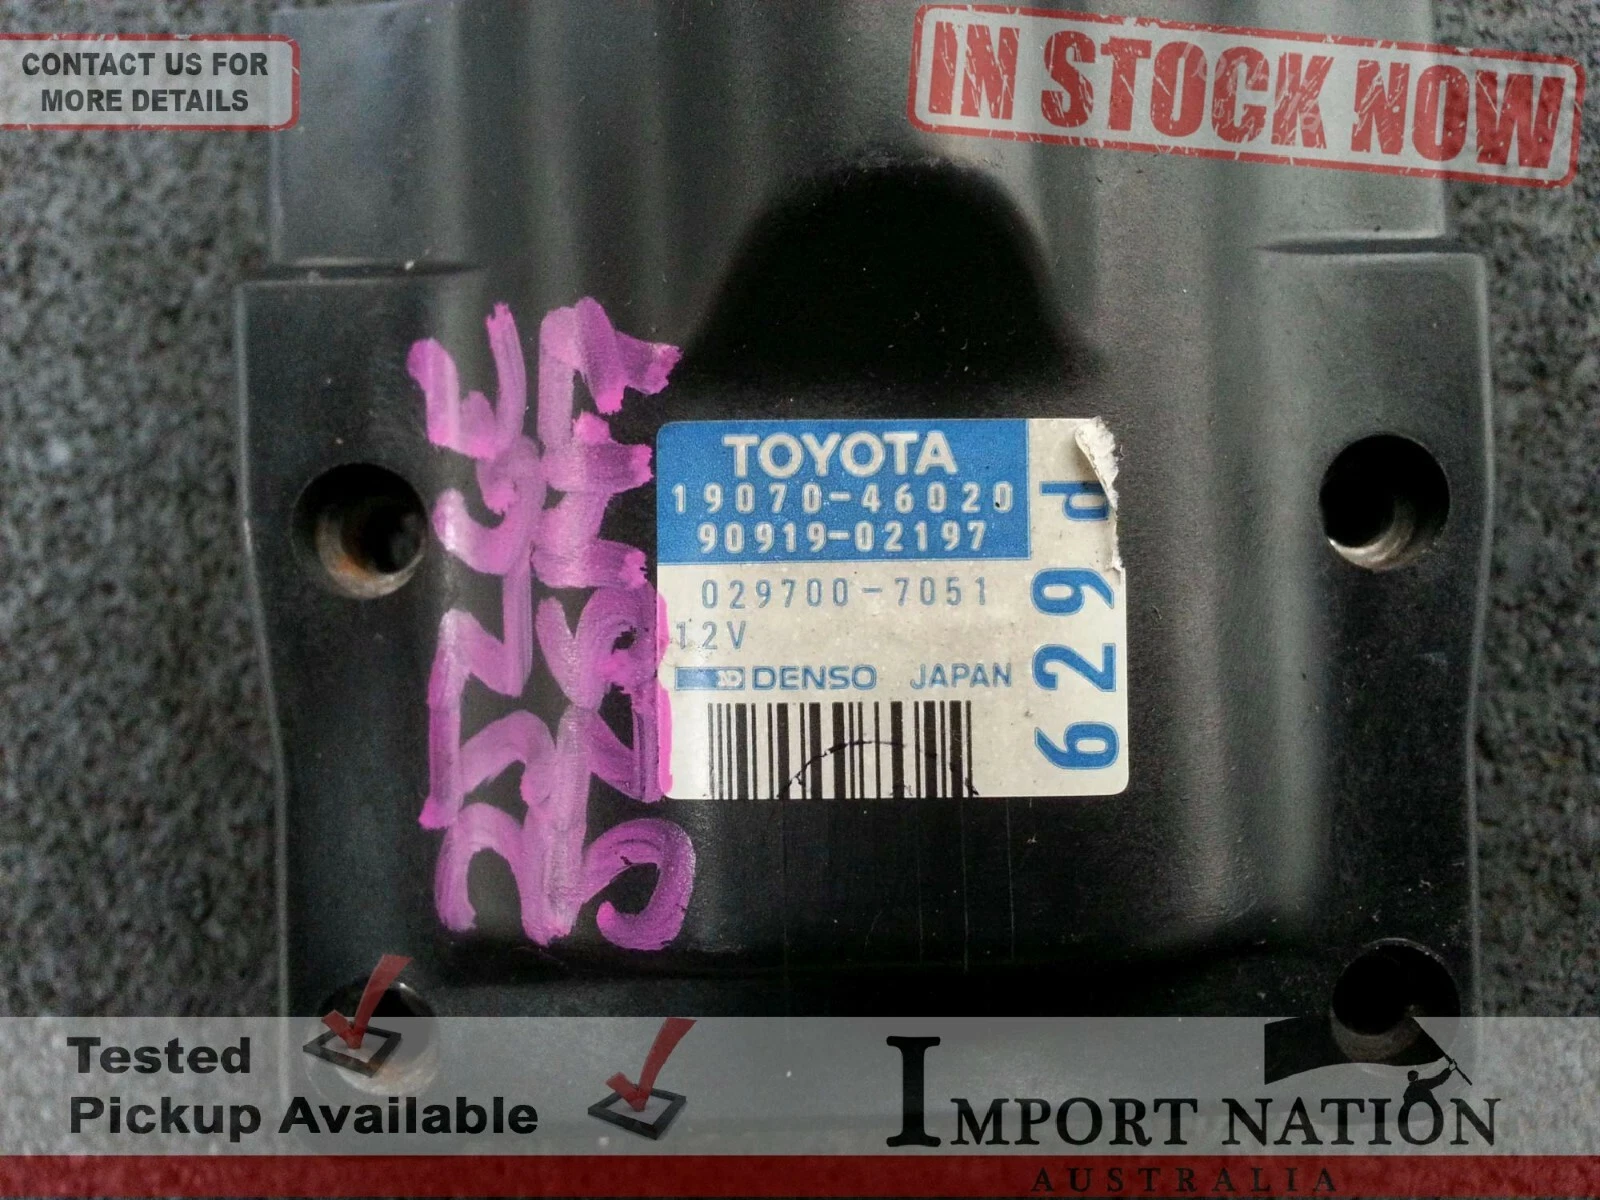 CONTACT US FOR
MORE DETAILS
IN STOCK NOW
TOYOTA
19070-46020
90919-02197
029700-7051
12V
DENSO JAPAN
629d
Tested
Pickup Available
IMPORT NATION
AUSTRALIA